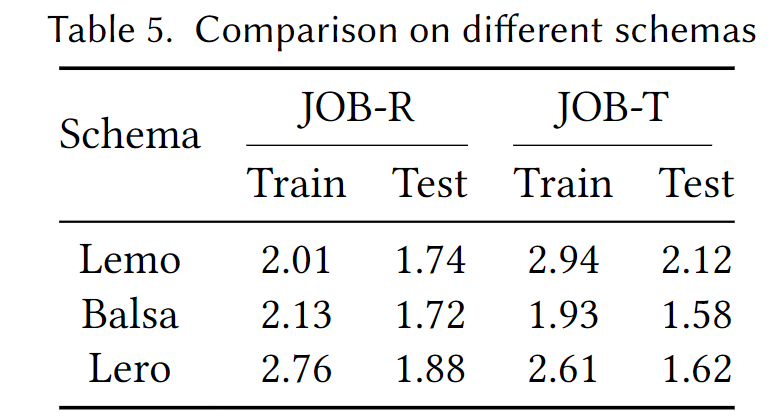 Table 5. Comparison on different schemas
Schema JOB-R JOB-T
Train Test Train Test
Lemo 2.01 1.74 2.94 2.12
Balsa 2.13 1.72 1.93 1.58
Lero 2.76 1.88 2.61 1.62